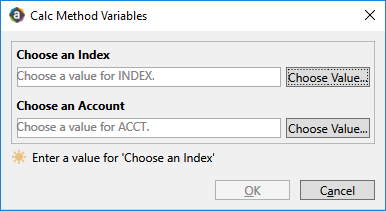 Calc Method Variables
Choose an Index
Choose a value for INDEX.
Choose Value...
Choose an Account
Choose a value for ACCT.
Choose Value...
Enter a value for 'Choose an Index'
OK
Cancel